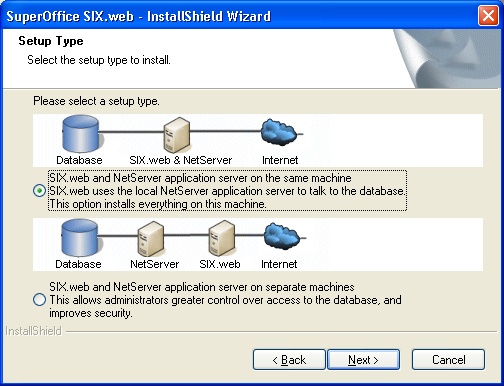 SuperOffice SIX.web - InstallShield Wizard
Setup Type
Select the setup type to install.
Please select a setup type.
Database SIX.web & NetServer Internet
SIX.web and NetServer application server on the same machine
SIX.web uses the local NetServer application server to talk to the database.
This option installs everything on this machine.
Database NetServer SIX.web Internet
SIX.web and NetServer application server on separate machines
This allows administrators greater control over access to the database, and
improves security.
InstallShield
< Back Next > Cancel